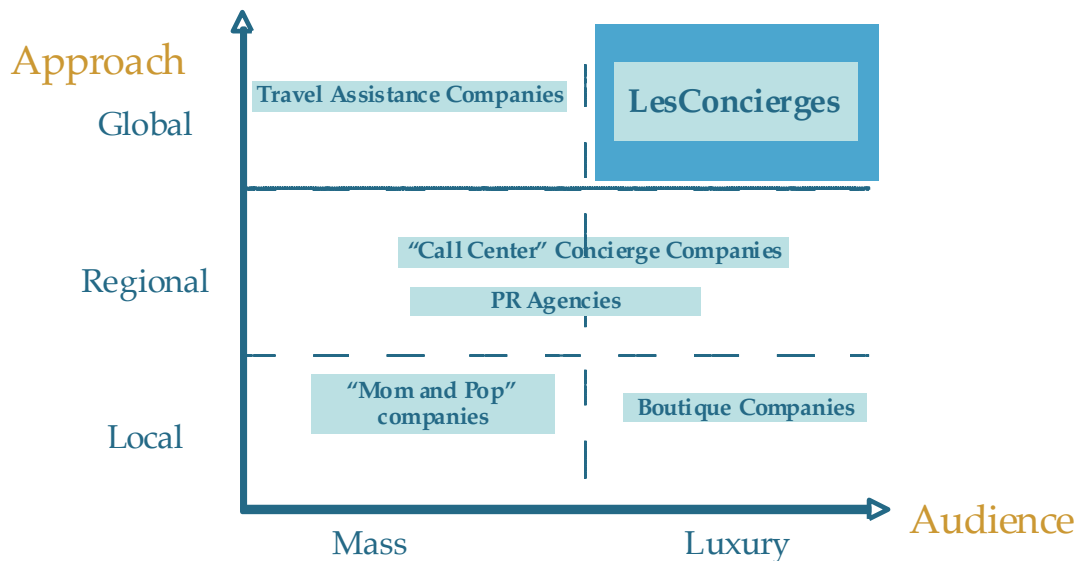 Approach
Global
Travel Assistance Companies
LesConcierges
Regional
“Call Center” Concierge Companies
PR Agencies
Local
“Mom and Pop”
companies
Boutique Companies
Audience
Mass
Luxury